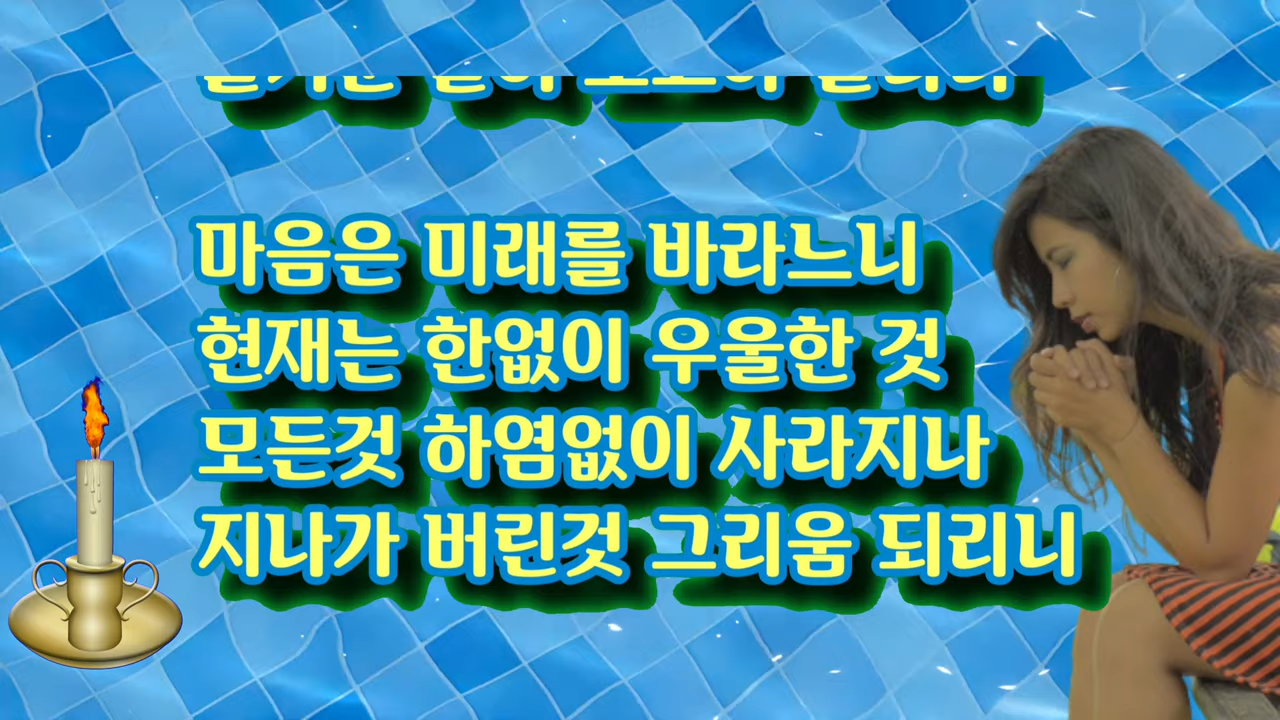 마음은 미래를 바라느니
현재는 한없이 우울한 것
모든것 하염없이 사라지나
지나가 버린것 그리움 되리니